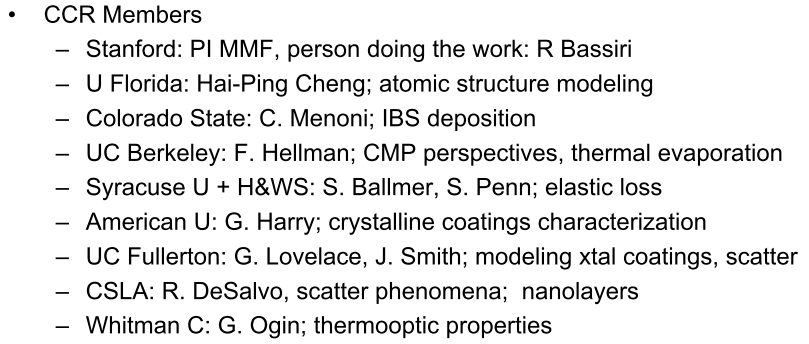 • CCR Members
– Stanford: PI MMF, person doing the work: R Bassiri
– U Florida: Hai-Ping Cheng; atomic structure modeling
– Colorado State: C. Menoni; IBS deposition
– UC Berkeley: F. Hellman; CMP perspectives, thermal evaporation
– Syracuse U + H&WS: S. Ballmer, S. Penn; elastic loss
– American U: G. Harry; crystalline coatings characterization
– UC Fullerton: G. Lovelace, J. Smith; modeling xtal coatings, scatter
– CSLA: R. DeSalvo, scatter phenomena;  nanolayers
– Whitman C: G. Ogin; thermooptic properties